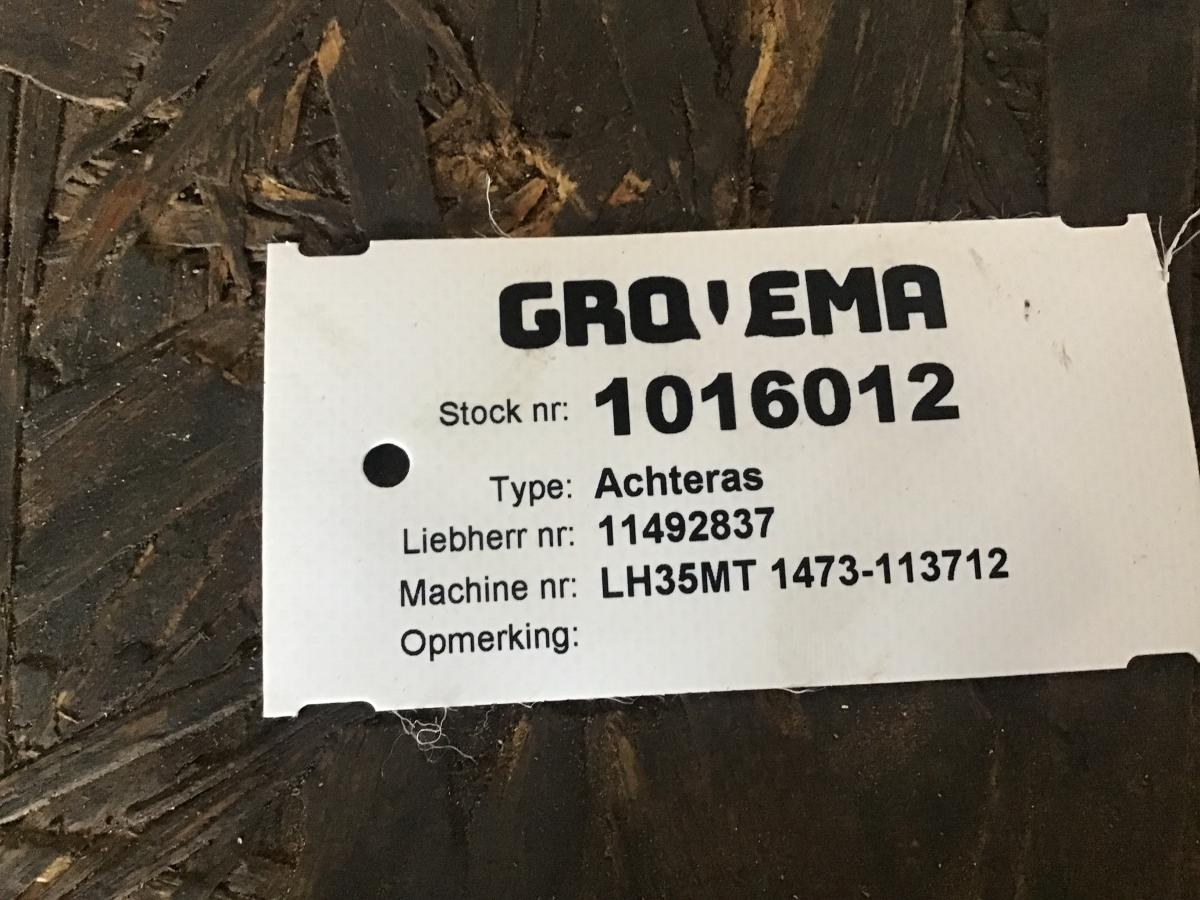 GRO'EMA
Stock nr: 1016012
Type: Achteras
Liebherr nr: 11492837
Machine nr: LH35MT 1473-113712
Opmerking: